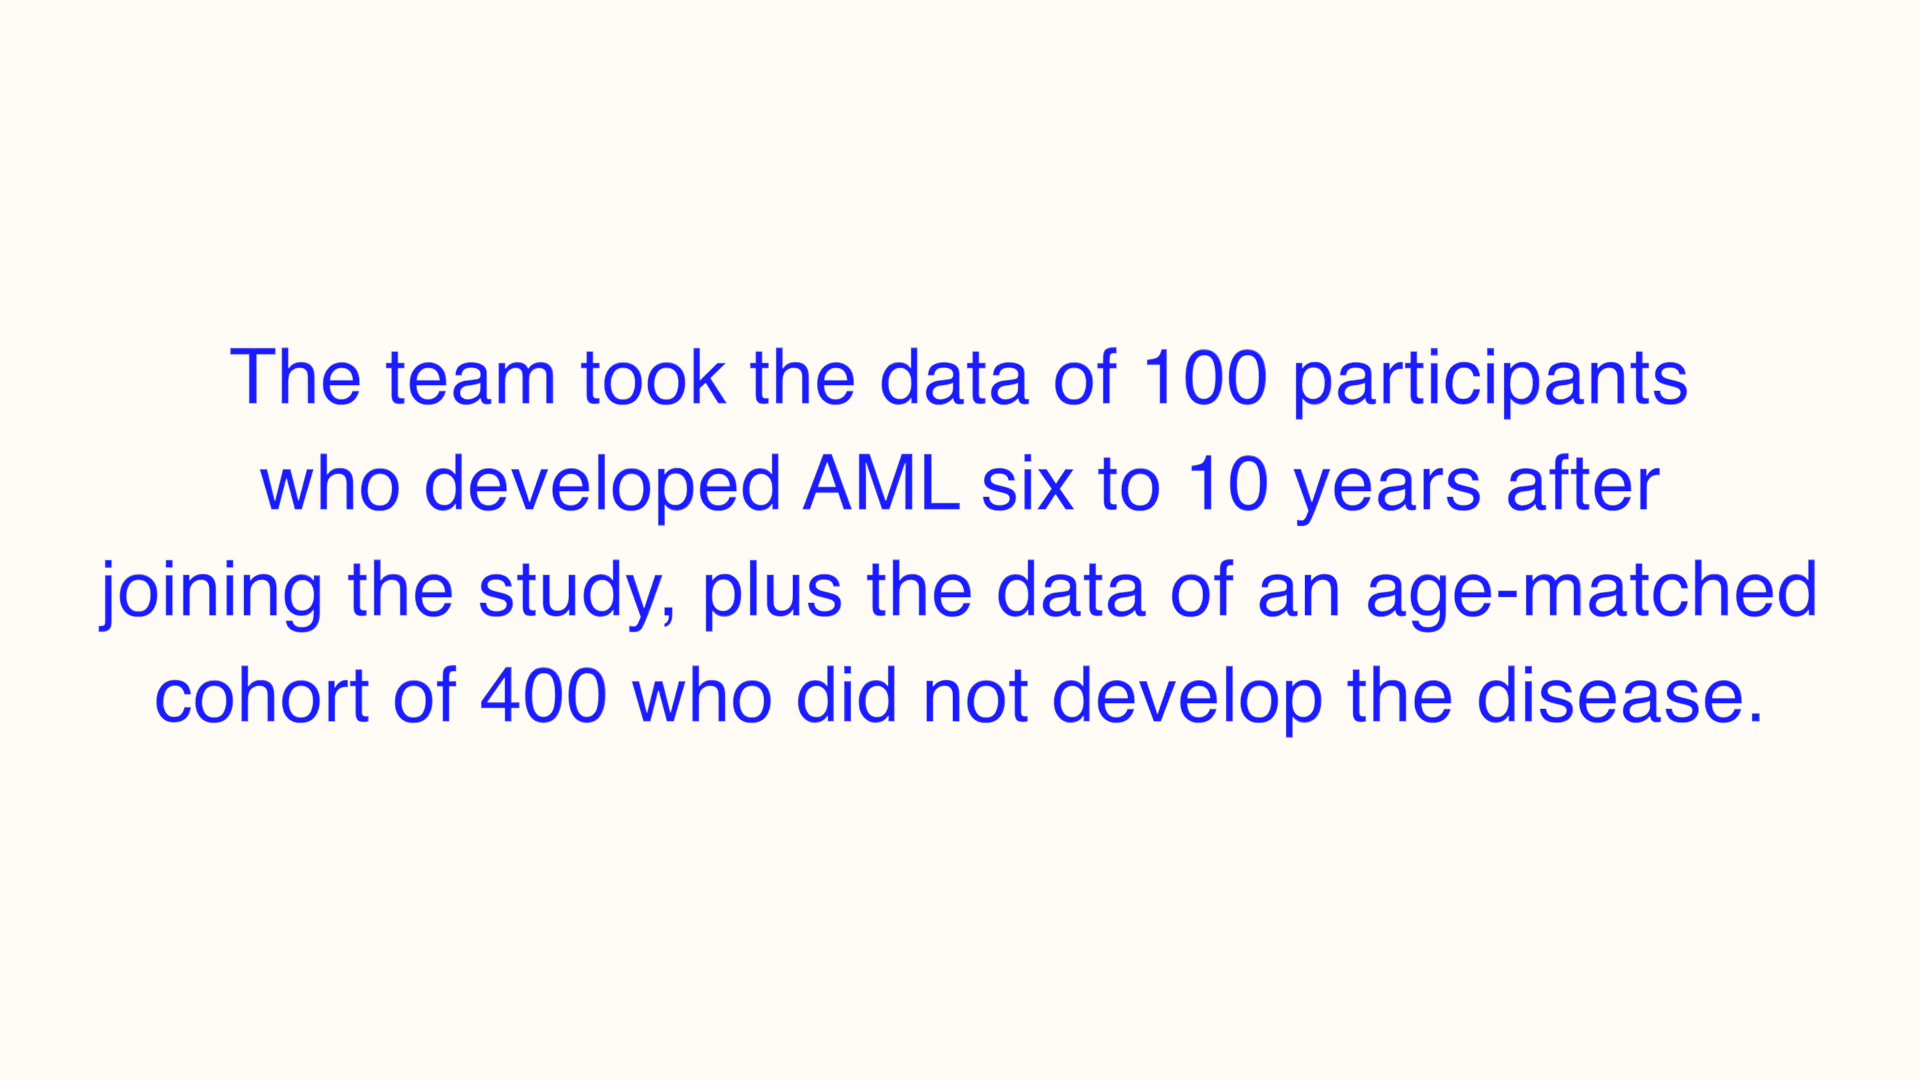 The team took the data of 100 participants
who developed AML six to 10 years after
joining the study, plus the data of an age-matched
cohort of 400 who did not develop the disease.